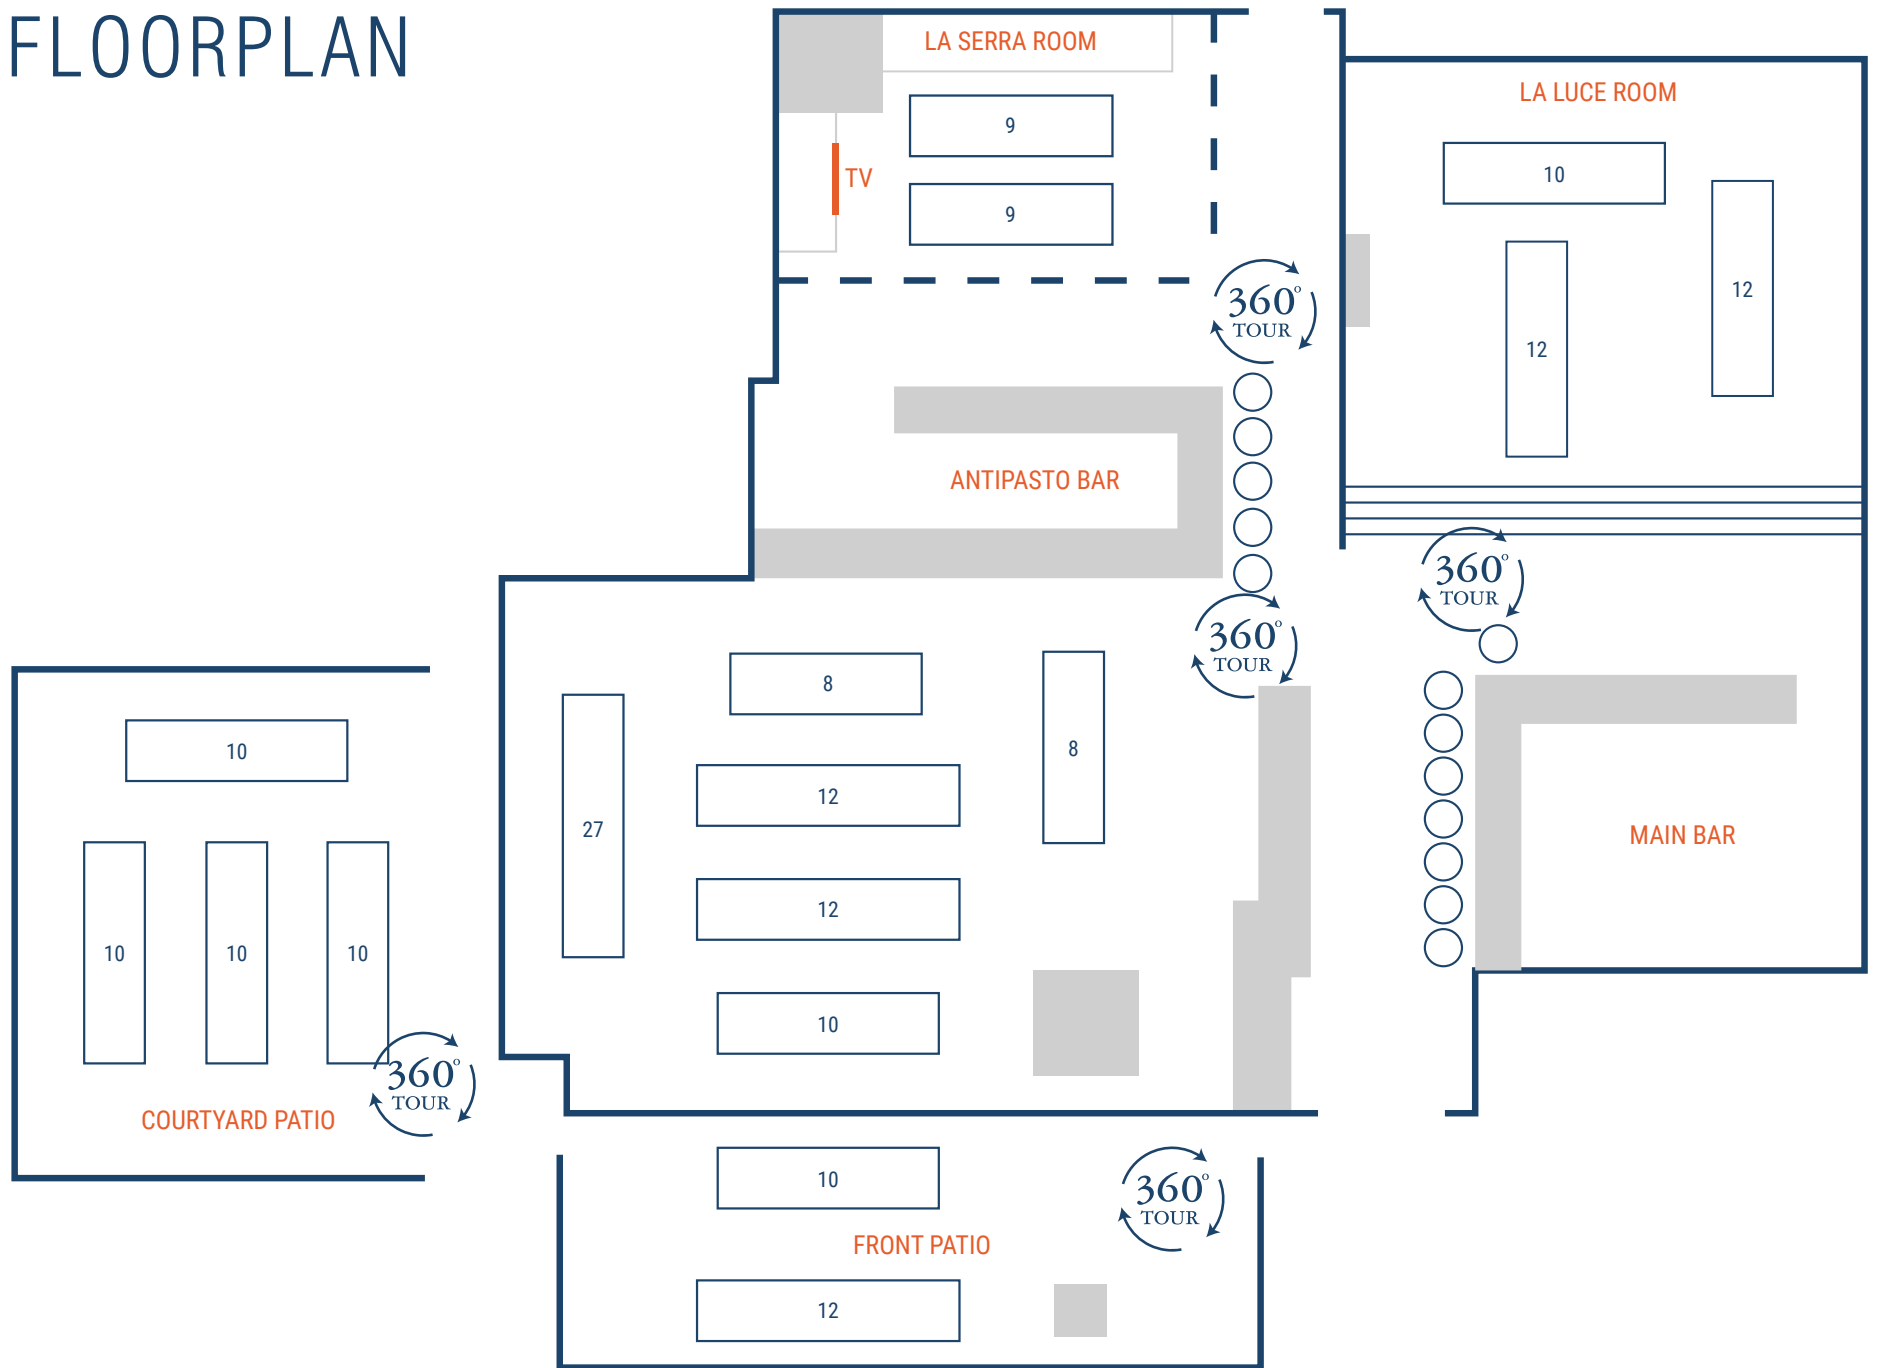 FLOORPLAN
LA SERRA ROOM
9
TV
9
LA LUCE ROOM
10
12
12
360°
TOUR
ANTIPASTO BAR
360°
TOUR
360°
TOUR
8
8
12
27
12
10
MAIN BAR
10
10
10
10
360°
TOUR
COURTYARD PATIO
10
360°
TOUR
FRONT PATIO
12